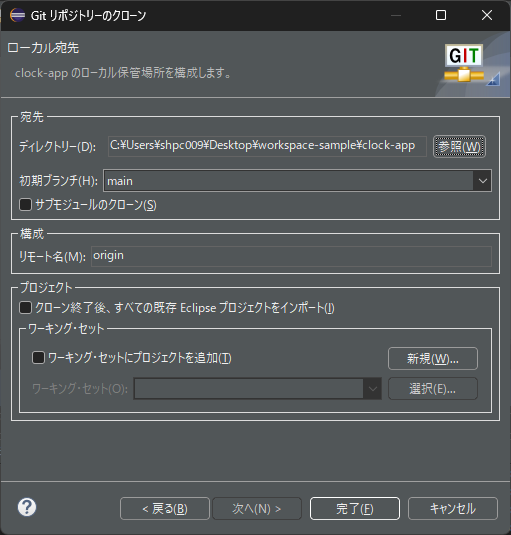 Git リポジトリーのクローン
ローカル宛先
clock-app のローカル保管場所を構成します。
GIT
宛先
ディレクトリー(D): C:¥Users¥shpc009¥Desktop¥workspace-sample¥clock-app 参照(W)
初期ブランチ(H): main
サブモジュールのクローン(S)
構成
リモート名(M): origin
プロジェクト
クローン終了後、すべての既存 Eclipse プロジェクトをインポート(I)
ワーキング・セット
ワーキング・セットにプロジェクトを追加(T) 新規(W)...
ワーキング・セット(O): 選択(E)...
< 戻る(B) 次へ(N) > 完了(F) キャンセル